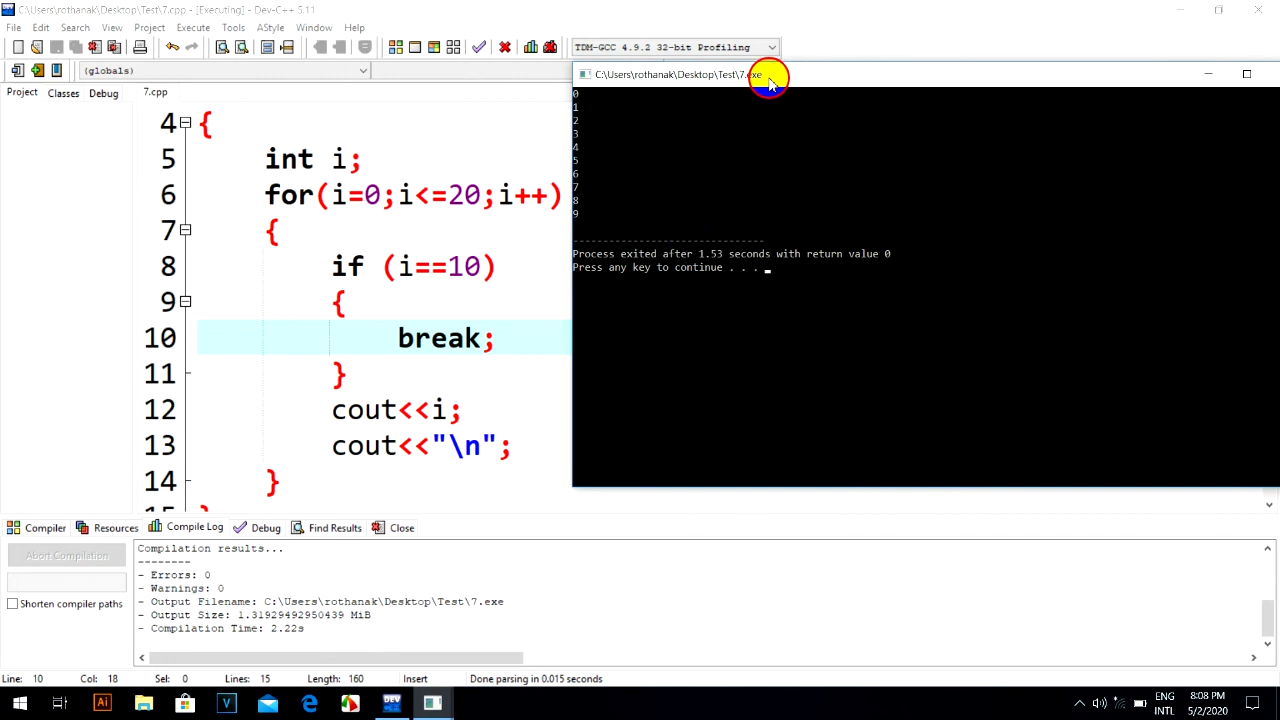 C:\Users\rothanak\Desktop\Test\7.cpp - [Executing] - Dev-C++ 5.11
File Edit Search View Project Execute Tools AStyle Window Help
TDM-GCC 4.9.2 32-bit Profiling
(globals)
Project Classes Debug
7.cpp
4 {
5 int i;
6 for(i=0;i<=20;i++)
7 {
8 if (i==10)
9 {
10 break;
11 }
12 cout<<i;
13 cout<<"\n";
14 }
C:\Users\rothanak\Desktop\Test\7.exe
0
1
2
3
4
5
6
7
8
9
--------------------------------
Process exited after 1.53 seconds with return value 0
Press any key to continue . . .
Compiler Resources Compile Log Debug Find Results Close
Abort Compilation
Shorten compiler paths
Compilation results...
--------
- Errors: 0
- Warnings: 0
- Output Filename: C:\Users\rothanak\Desktop\Test\7.exe
- Output Size: 1.31929492950439 MiB
- Compilation Time: 2.22s
Line: 10 Col: 18 Sel: 0 Lines: 15 Length: 160 Insert Done parsing in 0.015 seconds
Ai V DEV
ENG
INTL
8:08 PM
5/2/2020